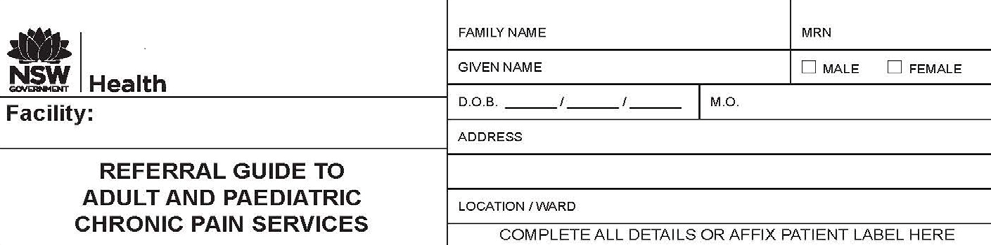 NSW
GOVERNMENT
Health
Facility:
REFERRAL GUIDE TO
ADULT AND PAEDIATRIC
CHRONIC PAIN SERVICES
FAMILY NAME
MRN
GIVEN NAME
MALE FEMALE
D.O.B. ______ / ______ / ______ M.O.
ADDRESS
LOCATION / WARD
COMPLETE ALL DETAILS OR AFFIX PATIENT LABEL HERE